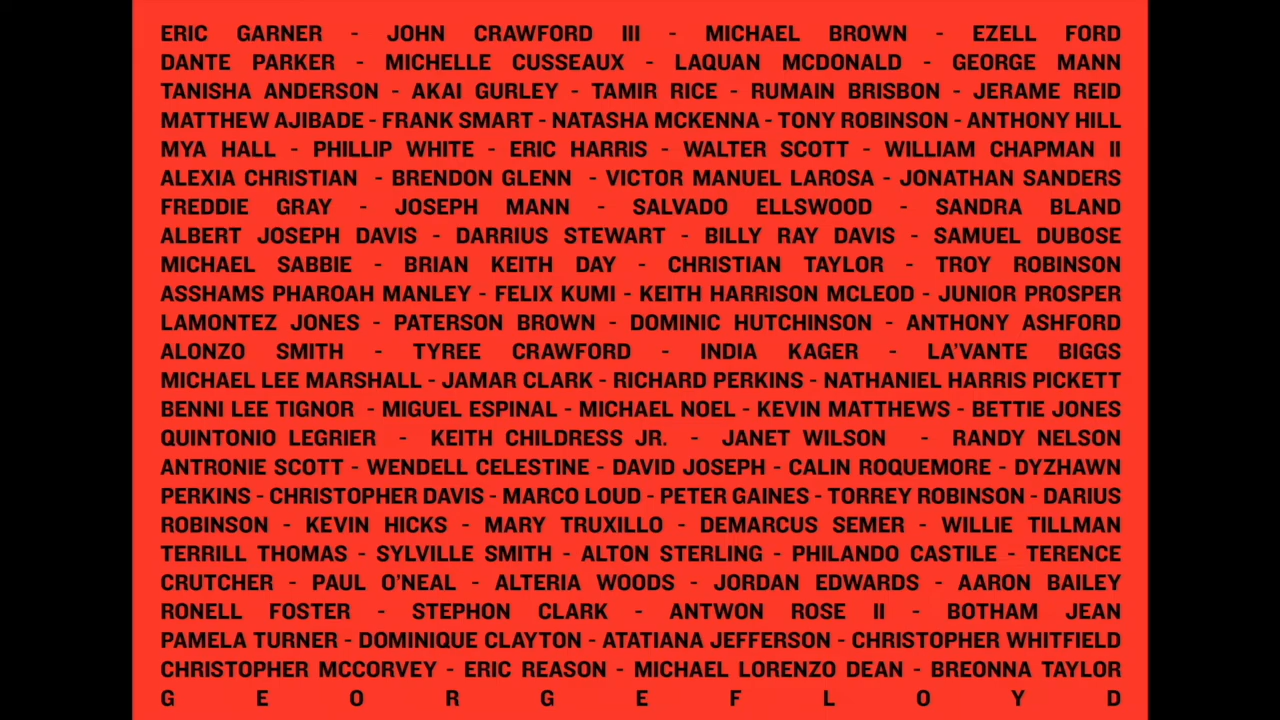 ERIC GARNER - JOHN CRAWFORD III - MICHAEL BROWN - EZELL FORD
DANTE PARKER - MICHELLE CUSSEAUX - LAQUAN MCDONALD - GEORGE MANN
TANISHA ANDERSON - AKAI GURLEY - TAMIR RICE - RUMAIN BRISBON - JERAME REID
MATTHEW AJIBADE - FRANK SMART - NATASHA MCKENNA - TONY ROBINSON - ANTHONY HILL
MYA HALL - PHILLIP WHITE - ERIC HARRIS - WALTER SCOTT - WILLIAM CHAPMAN II
ALEXIA CHRISTIAN - BRENDON GLENN - VICTOR MANUEL LAROSA - JONATHAN SANDERS
FREDDIE GRAY - JOSEPH MANN - SALVADO ELLSWOOD - SANDRA BLAND
ALBERT JOSEPH DAVIS - DARRIUS STEWART - BILLY RAY DAVIS - SAMUEL DUBOSE
MICHAEL SABBIE - BRIAN KEITH DAY - CHRISTIAN TAYLOR - TROY ROBINSON
ASSHAMS PHAROAH MANLEY - FELIX KUMI - KEITH HARRISON MCLEOD - JUNIOR PROSPER
LAMONTEZ JONES - PATERSON BROWN - DOMINIC HUTCHINSON - ANTHONY ASHFORD
ALONZO SMITH - TYREE CRAWFORD - INDIA KAGER - LA'VANTE BIGGS
MICHAEL LEE MARSHALL - JAMAR CLARK - RICHARD PERKINS - NATHANIEL HARRIS PICKETT
BENNI LEE TIGNOR - MIGUEL ESPINAL - MICHAEL NOEL - KEVIN MATTHEWS - BETTIE JONES
QUINTONIO LEGRIER - KEITH CHILDRESS JR. - JANET WILSON - RANDY NELSON
ANTRONIE SCOTT - WENDELL CELESTINE - DAVID JOSEPH - CALIN ROQUEMORE - DYZHAWN
PERKINS - CHRISTOPHER DAVIS - MARCO LOUD - PETER GAINES - TORREY ROBINSON - DARIUS
ROBINSON - KEVIN HICKS - MARY TRUXILLO - DEMARCUS SEMER - WILLIE TILLMAN
TERRILL THOMAS - SYLVILLE SMITH - ALTON STERLING - PHILANDO CASTILE - TERENCE
CRUTCHER - PAUL O'NEAL - ALTERIA WOODS - JORDAN EDWARDS - AARON BAILEY
RONELL FOSTER - STEPHON CLARK - ANTWON ROSE II - BOTHAM JEAN
PAMELA TURNER - DOMINIQUE CLAYTON - ATATIANA JEFFERSON - CHRISTOPHER WHITFIELD
CHRISTOPHER MCCORVEY - ERIC REASON - MICHAEL LORENZO DEAN - BREONNA TAYLOR
G E O R G E F L O Y D